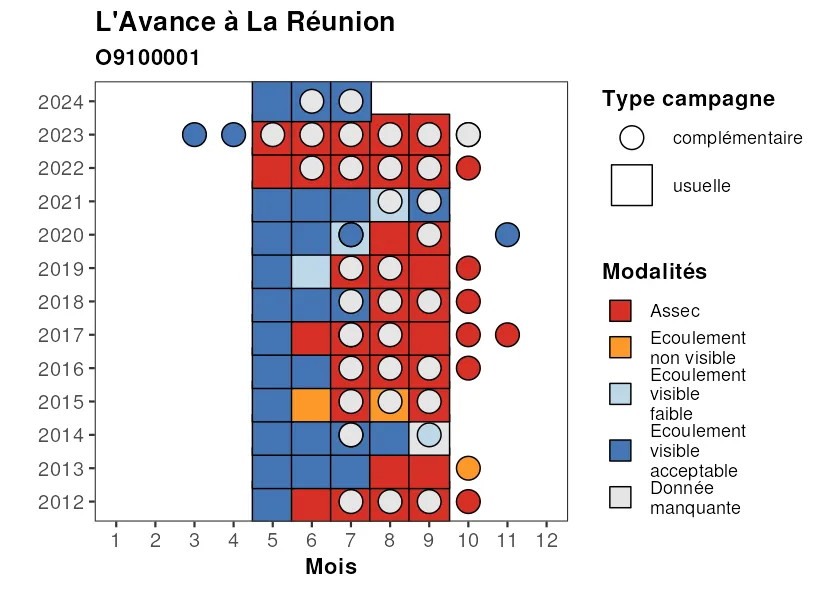 L'Avance à La Réunion
O9100001
2024
2023
2022
2021
2020
2019
2018
2017
2016
2015
2014
2013
2012
1 2 3 4 5 6 7 8 9 10 11 12
Mois
Type campagne
complémentaire
usuelle
Modalités
Assec
Ecoulement
non visible
Ecoulement
visible
faible
Ecoulement
visible
acceptable
Donnée
manquante